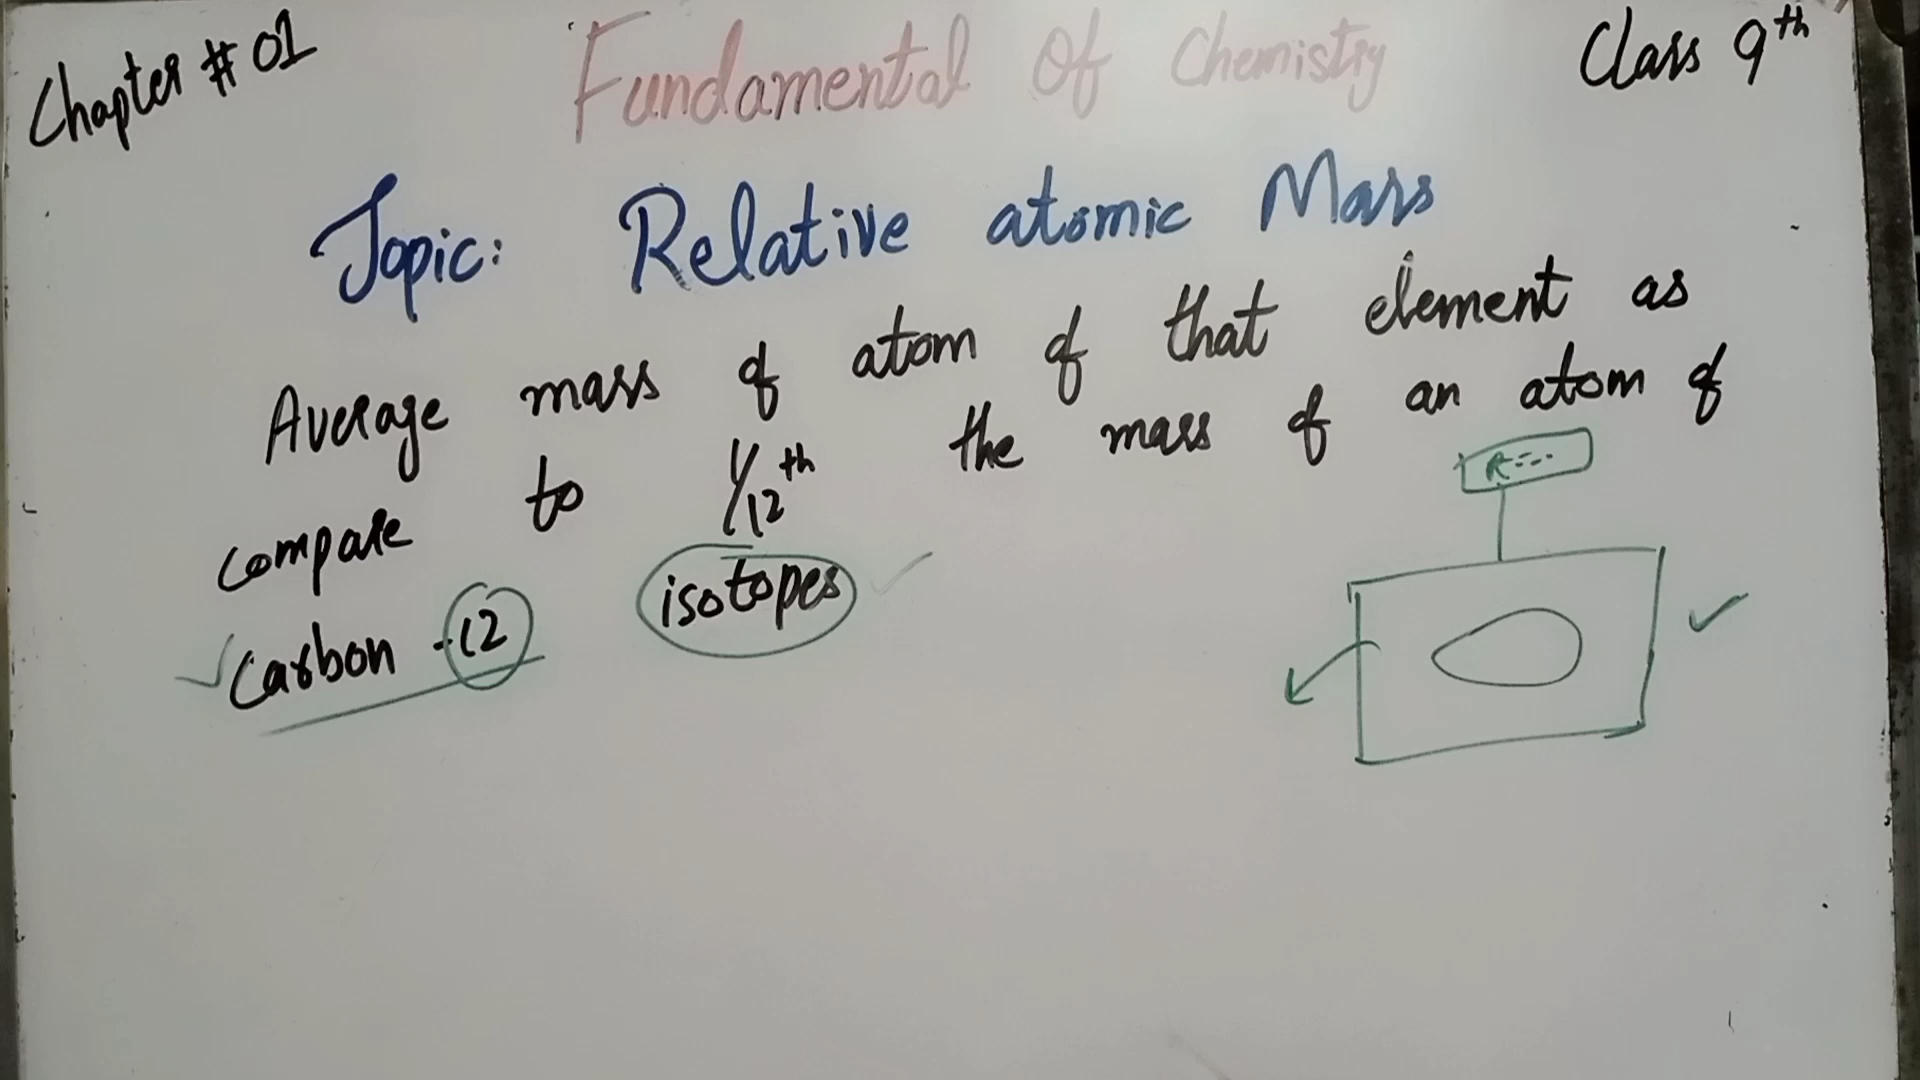 Chapter # 01
Fundamental Of Chemistry
Class 9th
Topic: Relative atomic Mass
Average mass of atom of that element as
compare to 1/12th the mass of an atom of
Carbon -12 isotopes